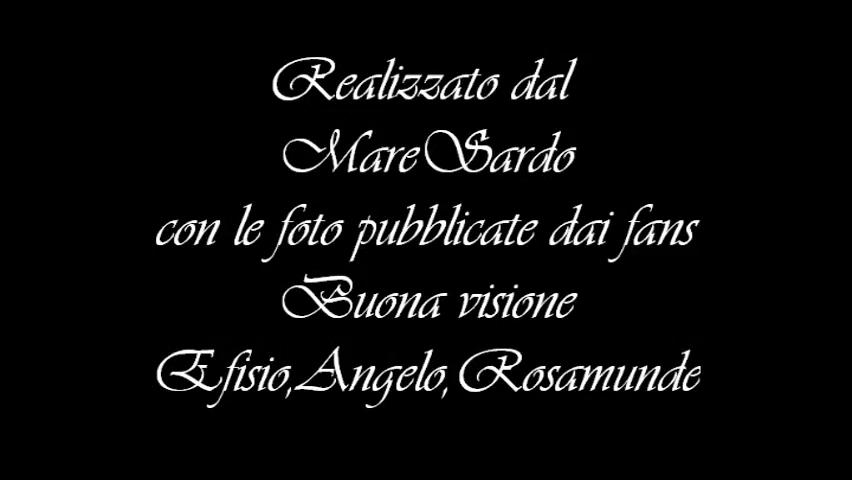 Realizzato dal
MareSardo
con le foto pubblicate dai fans
Buona visione
Efisio,Angelo,Rosamunde